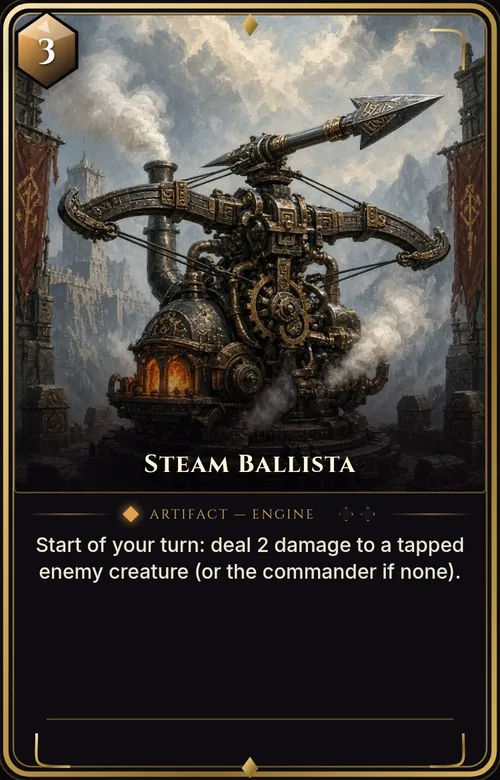 3
STEAM BALLISTA
ARTIFACT — ENGINE
Start of your turn: deal 2 damage to a tapped
enemy creature (or the commander if none).